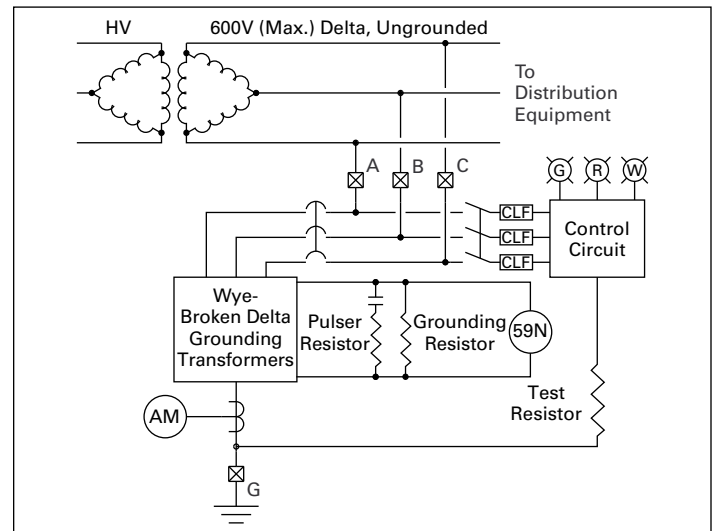 HV
600V (Max.) Delta, Ungrounded
To
Distribution
Equipment
A
B
C
G
R
W
CLF
CLF
CLF
Control
Circuit
Wye-
Broken Delta
Grounding
Transformers
Pulser
Resistor
Grounding
Resistor
59N
Test
Resistor
AM
G